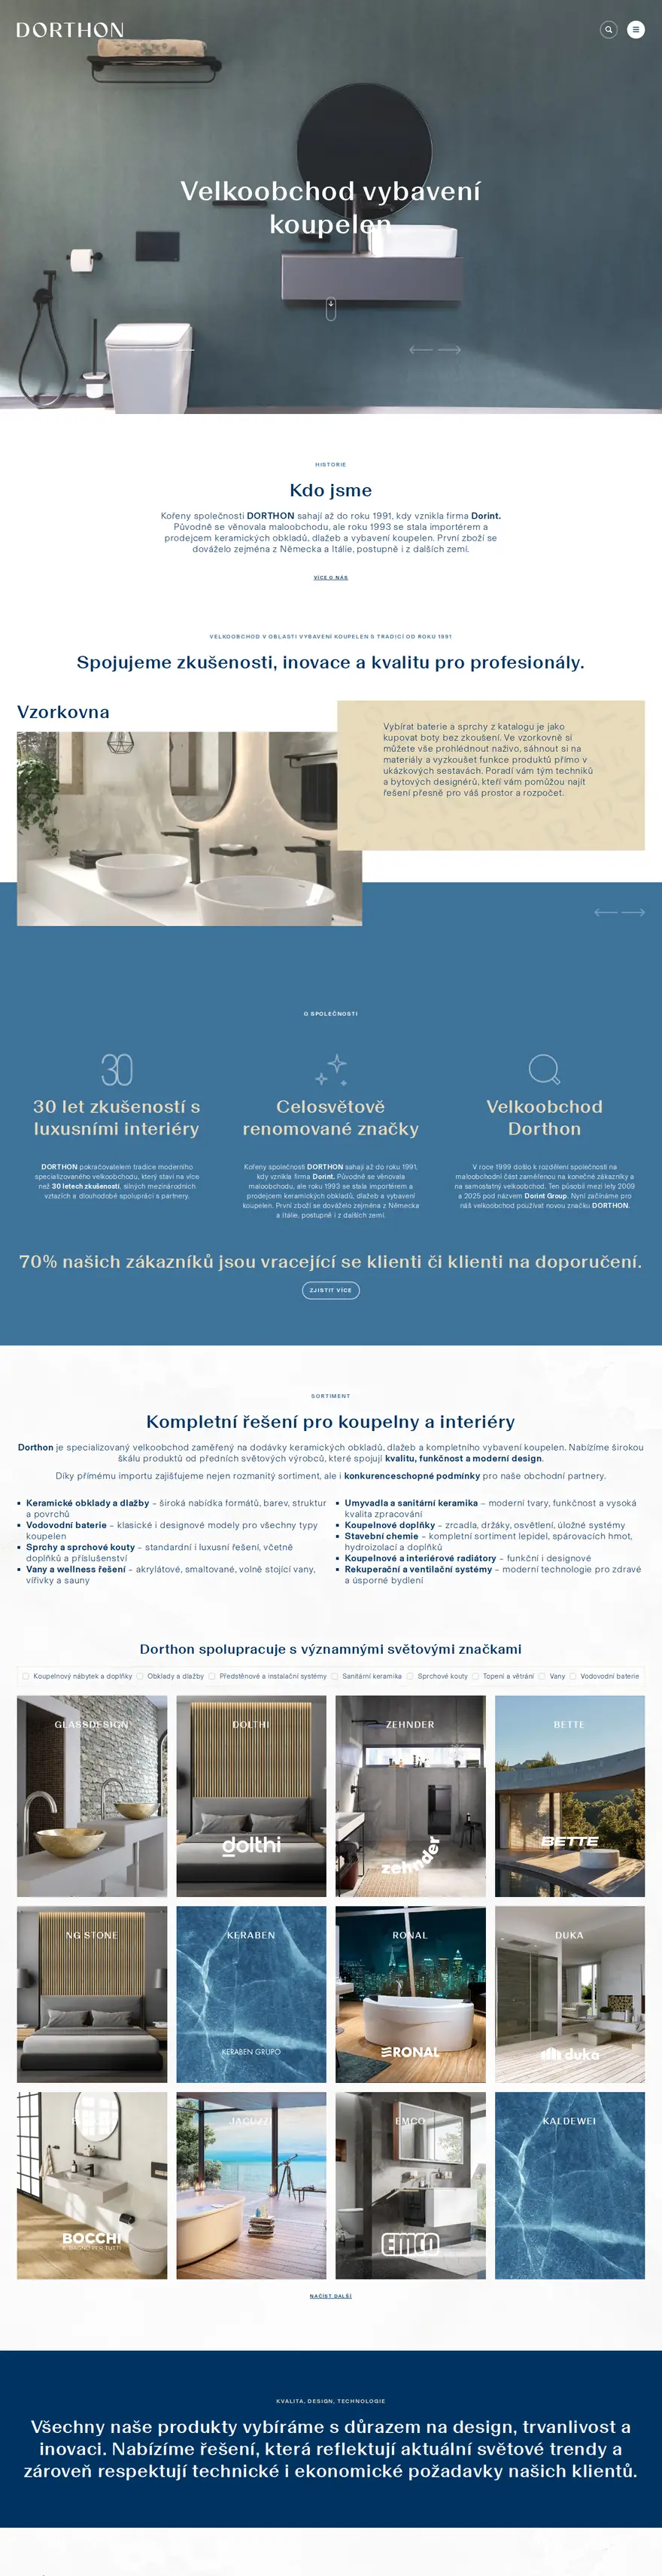 DORTHON
Velkoobchod vybavení
koupelen
HISTORIE
Kdo jsme
Kořeny společnosti DORTHON sahají až do roku 1991, kdy vznikla firma Dorint.
Původně se věnovala maloobchodu, ale roku 1993 se stala importérem a
prodejcem keramických obkladů, dlažeb a vybavení koupelen. První zboží se
dováželo zejména z Německa a Itálie, postupně i z dalších zemí.
VÍCE O NÁS
VELKOOBCHOD V OBLASTI VYBAVENÍ KOUPELEN S TRADICÍ OD ROKU 1991
Spojujeme zkušenosti, inovace a kvalitu pro profesionály.
Vzorkovna
Vybírat baterie a sprchy z katalogu je jako
kupovat boty bez zkoušení. Ve vzorkovně si
můžete vše prohlédnout naživo, sáhnout si na
materiály a vyzkoušet funkce produktů přímo v
ukázkových sestavách. Poradí vám tým techniků
a bytových designérů, kteří vám pomůžou najít
řešení přesně pro váš prostor a rozpočet.
O SPOLEČNOSTI
30
30 let zkušeností s
luxusními interiéry
DORTHON pokračovatelem tradice moderního
specializovaného velkoobchodu, který staví na více
než 30 letech zkušeností, silných mezinárodních
vztazích a dlouhodobé spolupráci s partnery.
Celosvětově
renomované značky
Kořeny společnosti DORTHON sahají až do roku 1991,
kdy vznikla firma Dorint. Původně se věnovala
maloobchodu, ale roku 1993 se stala importérem a
prodejcem keramických obkladů, dlažeb a vybavení
koupelen. První zboží se dováželo zejména z Německa
a Itálie, postupně i z dalších zemí.
Velkoobchod
Dorthon
V roce 1999 došlo k rozdělení společnosti na
maloobchodní část zaměřenou na konečné zákazníky a
na samostatný velkoobchod. Ten působil mezi lety 2009
a 2025 pod názvem Dorint Group. Nyní začínáme pro
náš velkoobchod používat novou značku DORTHON.
70% našich zákazníků jsou vracející se klienti či klienti na doporučení.
ZJISTIT VÍCE
SORTIMENT
Kompletní řešení pro koupelny a interiéry
Dorthon je specializovaný velkoobchod zaměřený na dodávky keramických obkladů, dlažeb a kompletního vybavení koupelen. Nabízíme širokou
škálu produktů od předních světových výrobců, které spojují kvalitu, funkčnost a moderní design.
Díky přímému importu zajišťujeme nejen rozmanitý sortiment, ale i konkurenceschopné podmínky pro naše obchodní partnery.
Keramické obklady a dlažby – široká nabídka formátů, barev, struktur
a povrchů
Vodovodní baterie – klasické i designové modely pro všechny typy
koupelen
Sprchy a sprchové kouty – standardní i luxusní řešení, včetně
doplňků a příslušenství
Vany a wellness řešení – akrylátové, smaltované, volně stojící vany,
vířivky a sauny
Umyvadla a sanitární keramika – moderní tvary, funkčnost a vysoká
kvalita zpracování
Koupelnové doplňky – zrcadla, držáky, osvětlení, úložné systémy
Stavební chemie – kompletní sortiment lepidel, spárovacích hmot,
hydroizolací a doplňků
Koupelnové a interiérové radiátory – funkční i designové
Rekuperační a ventilační systémy – moderní technologie pro zdravé
a úsporné bydlení
Dorthon spolupracuje s významnými světovými značkami
Koupelnový nábytek a doplňky Obklady a dlažby Předstěnové a instalační systémy Sanitární keramika Sprchové kouty Topení a větrání Vany Vodovodní baterie
GLASSDESIGN
DOLTHI
dolthi
ZEHNDER
zehnder
BETTE
BETTE
NG STONE
KERABEN
KERABEN GRUPO
RONAL
RONAL
DUKA
duka
BOCCHI
IL BAGNO PER TUTTI
JACUZZI
EMCO
emco
KALDEWEI
NAČÍST DALŠÍ
KVALITA, DESIGN, TECHNOLOGIE
Všechny naše produkty vybíráme s důrazem na design, trvanlivost a
inovaci. Nabízíme řešení, která reflektují aktuální světové trendy a
zároveň respektují technické i ekonomické požadavky našich klientů.